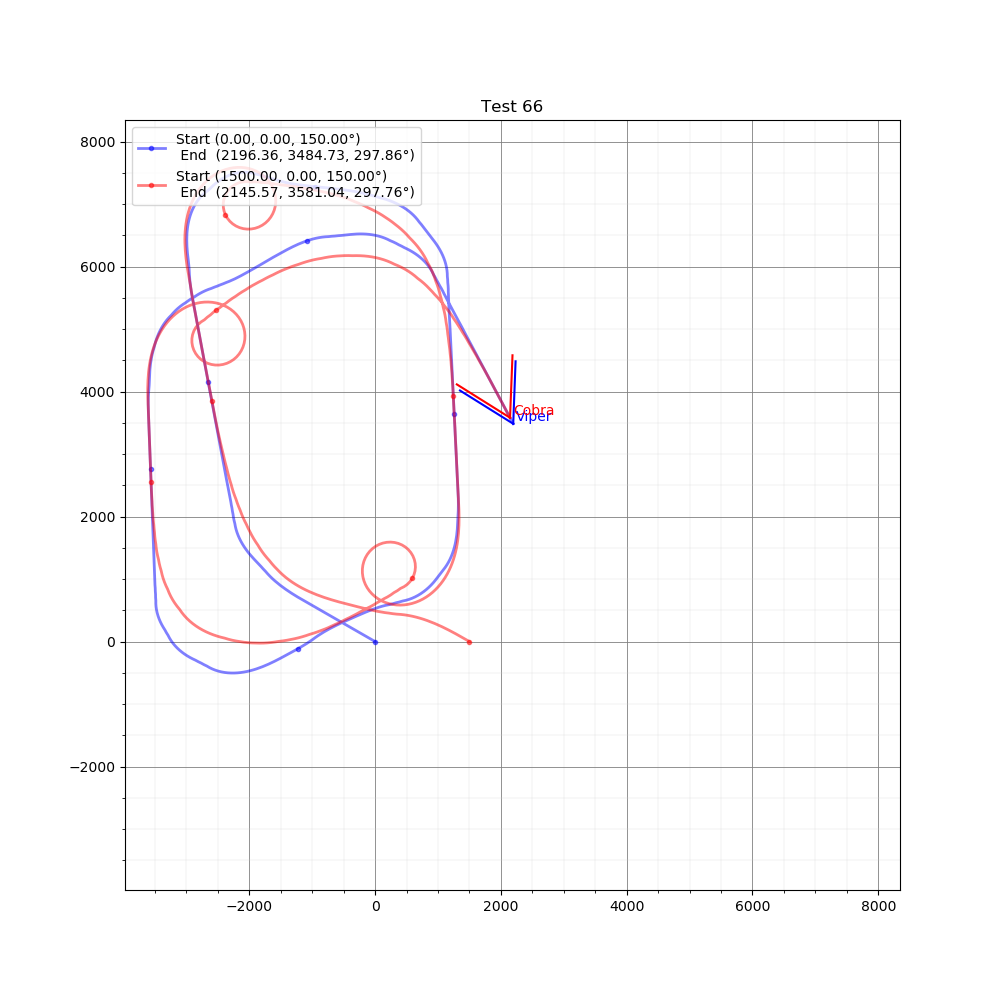 Test 66
Start (0.00, 0.00, 150.00°)
End (2196.36, 3484.73, 297.86°)
Start (1500.00, 0.00, 150.00°)
End (2145.57, 3581.04, 297.76°)
8000
6000
4000
2000
0
−2000
Cobra
Viper
−2000
0
2000
4000
6000
8000